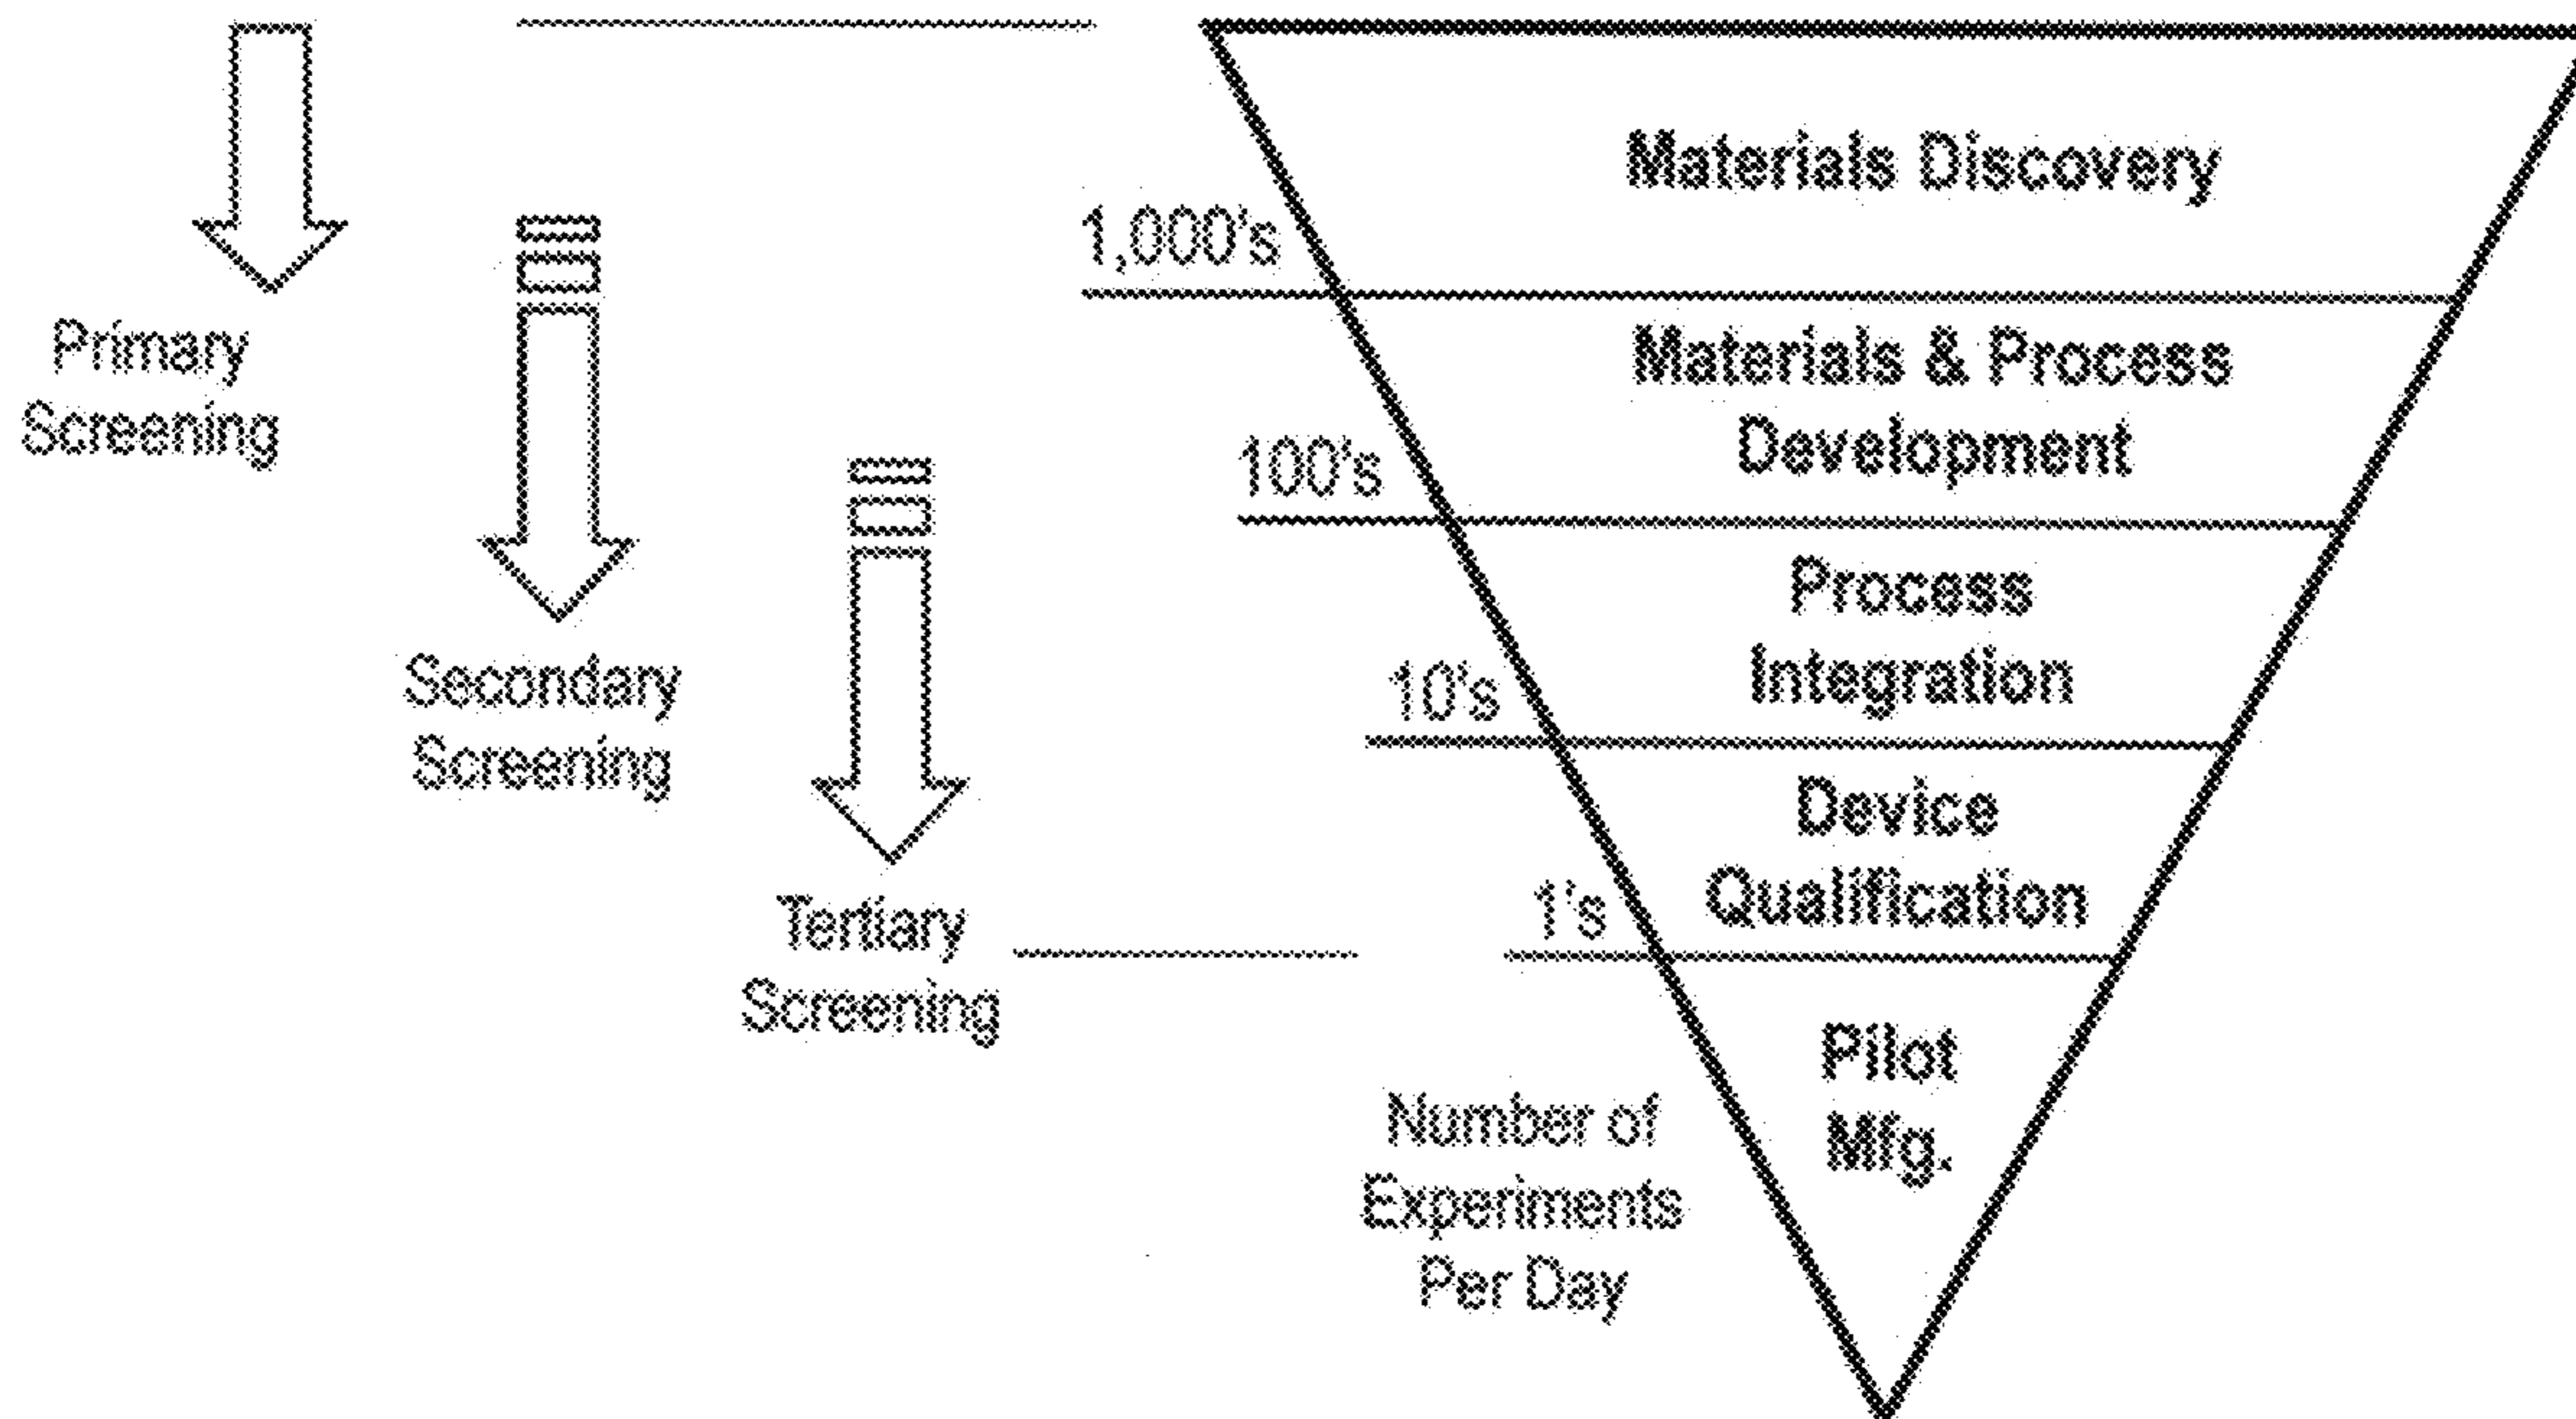 Primary
Screening
Secondary
Screening
Tertiary
Screening
1,000's
100's
10's
1's
Number of
Experiments
Per Day
Materials Discovery
Materials & Process
Development
Process
Integration
Device
Qualification
Pilot
Mfg.